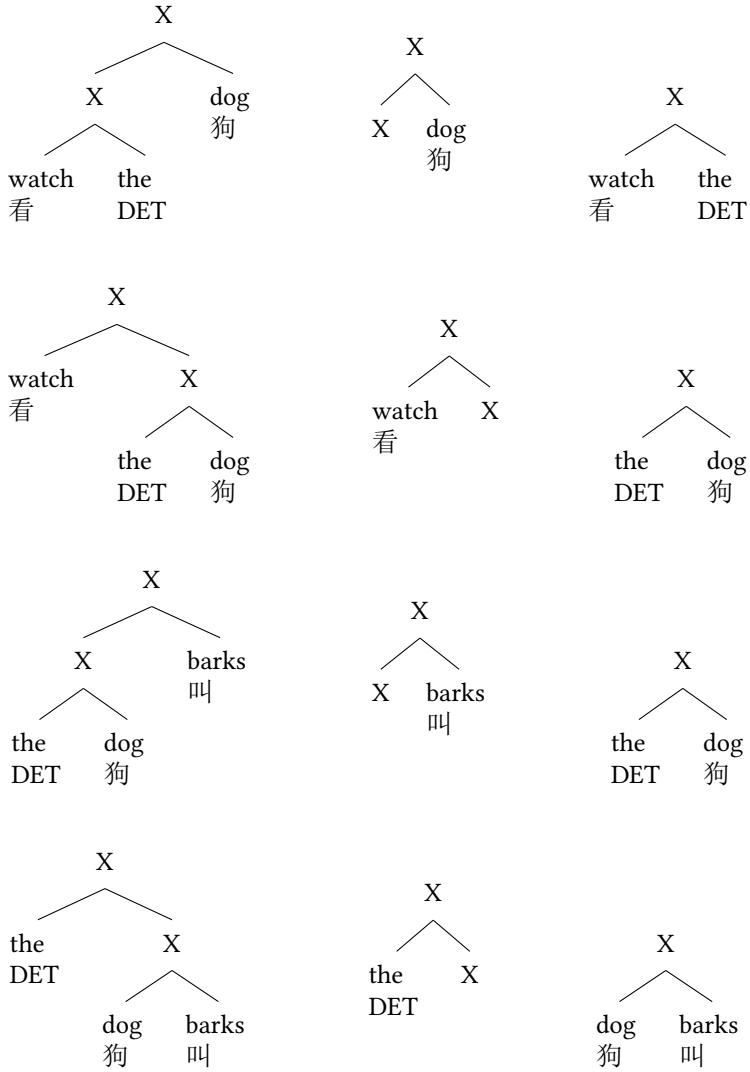 X
X
X dog
狗
X
X dog
狗
X
watch the
看 DET
watch the
看 DET
X
X
watch
看
X
watch X
看
X
the dog
DET 狗
the dog
DET 狗
X
X
X barks
叫
X
X barks
叫
X
the dog
DET 狗
the dog
DET 狗
X
X
the
DET
X
the X
DET
X
dog barks
狗 叫
dog barks
狗 叫